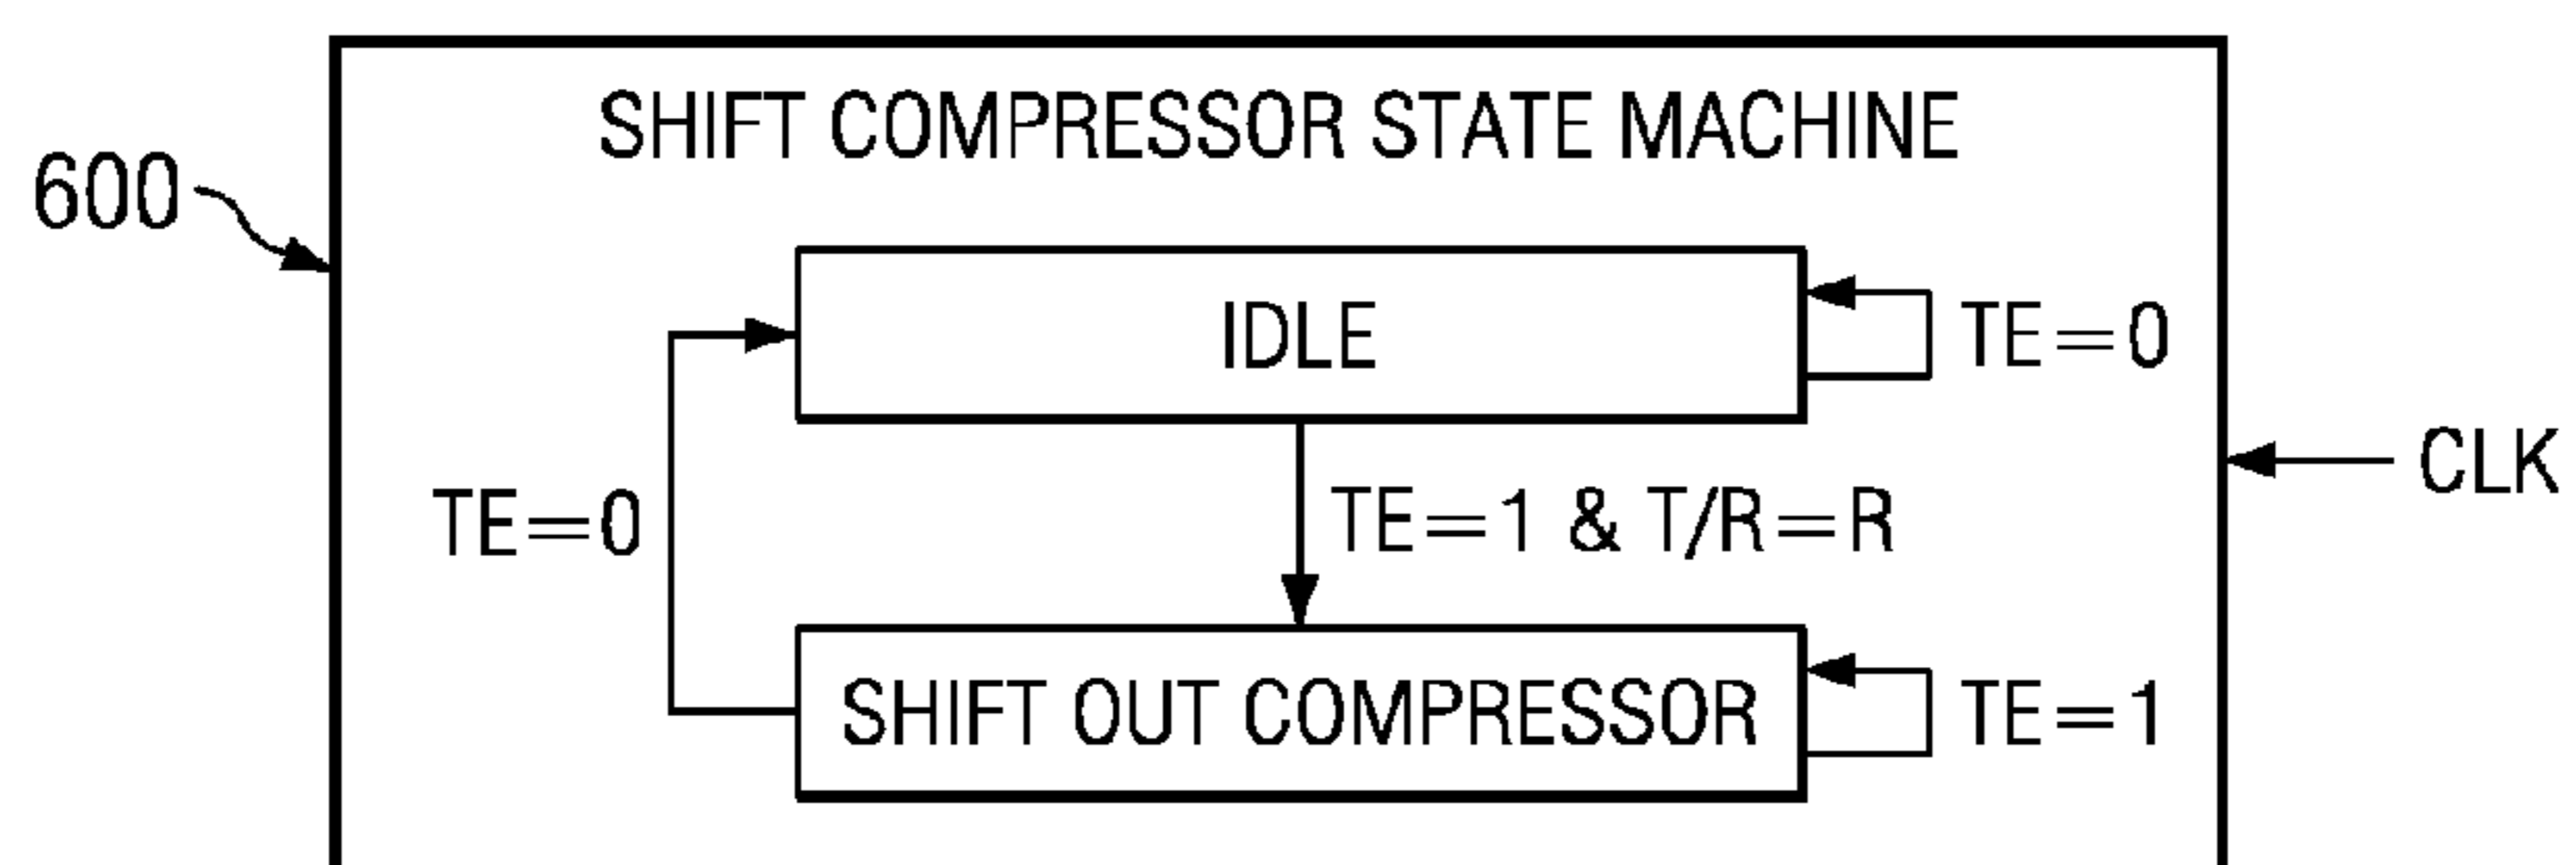 SHIFT COMPRESSOR STATE MACHINE
600
IDLE
TE=0
CLK
TE=0
TE=1 & T/R=R
SHIFT OUT COMPRESSOR
TE=1